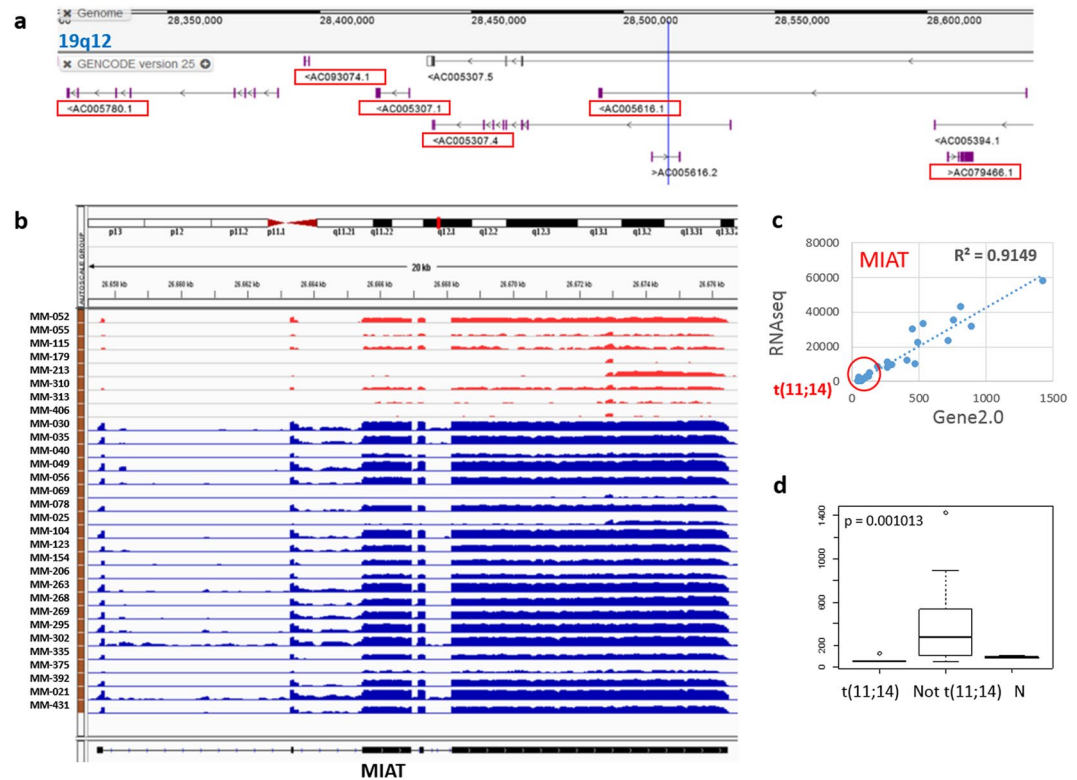 a
✖ Genome
28,350,000 28,400,000 28,450,000 28,500,000 28,550,000 28,600,000
19q12
✖ GENCODE version 25
<AC093074.1 <AC005307.5
<AC005780.1 <AC005307.1 <AC005616.1
<AC005307.4 <AC005394.1
>AC005616.2 >AC079466.1
b
p13 p12 p11.2 p11.1 q11.21 q11.22 q12.1 q12.2 q12.3 q13.1 q13.2 q13.31
20 kb
AUTOSCALE GROUP
MM-052
MM-055
MM-115
MM-179
MM-213
MM-310
MM-313
MM-406
MM-030
MM-035
MM-040
MM-049
MM-056
MM-069
MM-078
MM-025
MM-104
MM-123
MM-154
MM-206
MM-263
MM-268
MM-269
MM-295
MM-302
MM-335
MM-375
MM-392
MM-021
MM-431
MIAT
c
80000
60000
40000
20000
0
MIAT
R² = 0.9149
RNAseq
t(11;14)
0 500 1000 1500
Gene2.0
d
p = 0.001013
1400
1000
600
200
0
t(11;14) Not t(11;14) N